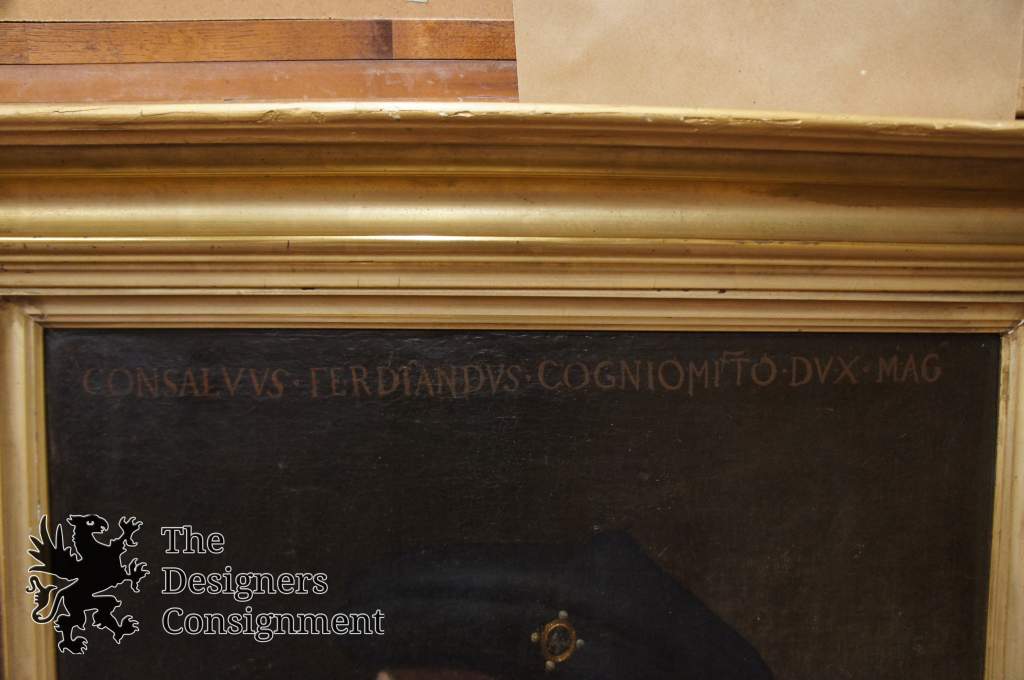 CONSALVVS · FERDIANDVS · COGNIOMITO · DVX · MAG
The
Designers
Consignment